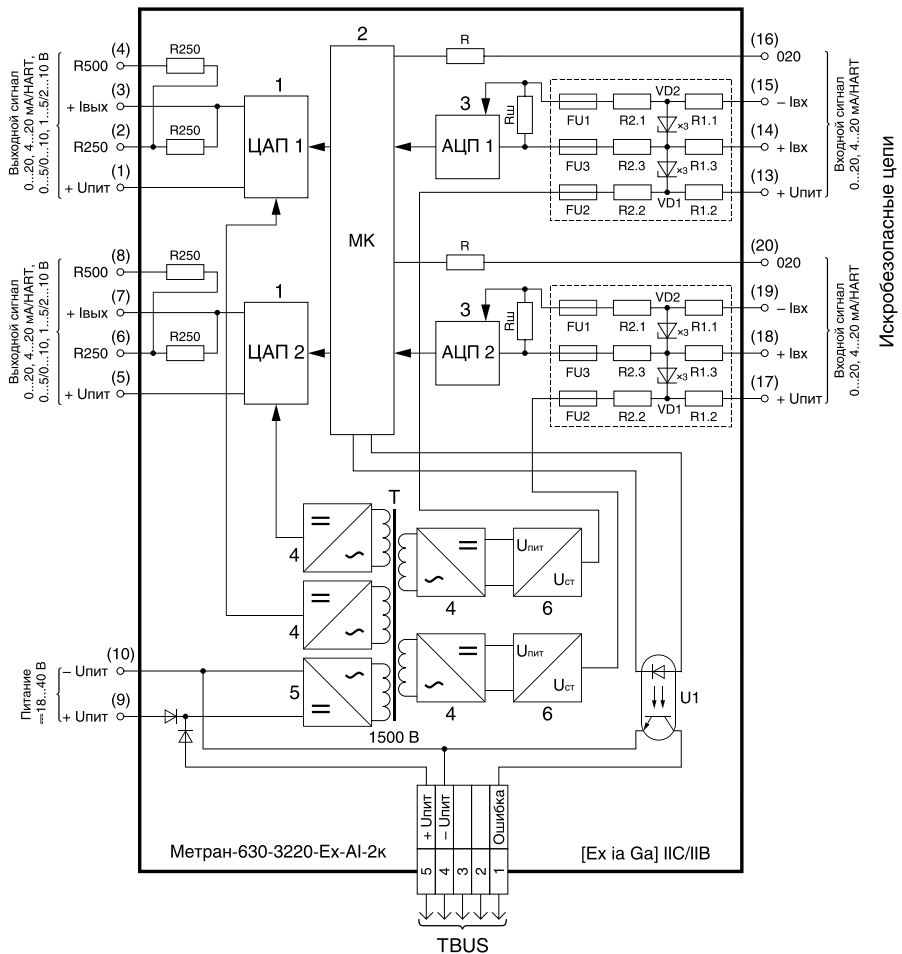 (4)
R500
R250
(3)
+ Iвых
(2)
R250
R250
(1)
+ Uпит
Выходной сигнал
0...20, 4...20 мА/HART,
0...5/0...10, 1...5/2...10 В
1
ЦАП 1
2
МК
R
(16)
020
3
АЦП 1
Rш
FU1
R2.1
VD2
R1.1
(15)
– Iвх
×3
FU3
R2.3
R1.3
(14)
+ Iвх
×3
FU2
R2.2
VD1
R1.2
(13)
+ Uпит
Входной сигнал
0...20, 4...20 мА/HART
Искробезопасные цепи
(8)
R500
R250
(7)
+ Iвых
(6)
R250
R250
(5)
+ Uпит
Выходной сигнал
0...20, 4...20 мА/HART,
0...5/0...10, 1...5/2...10 В
1
ЦАП 2
R
(20)
020
3
АЦП 2
Rш
FU1
R2.1
VD2
R1.1
(19)
– Iвх
×3
FU3
R2.3
R1.3
(18)
+ Iвх
×3
FU2
R2.2
VD1
R1.2
(17)
+ Uпит
Входной сигнал
0...20, 4...20 мА/HART
T
=
~
4
=
~
4
~
=
5
1500 В
=
~
4
Uпит
Uст
6
=
~
4
Uпит
Uст
6
U1
Питание
18...40 В
(10)
– Uпит
(9)
+ Uпит
+ Uпит
– Uпит
Ошибка
5
4
3
2
1
Метран-630-3220-Ex-AI-2к
[Ex ia Ga] IIC/IIB
TBUS